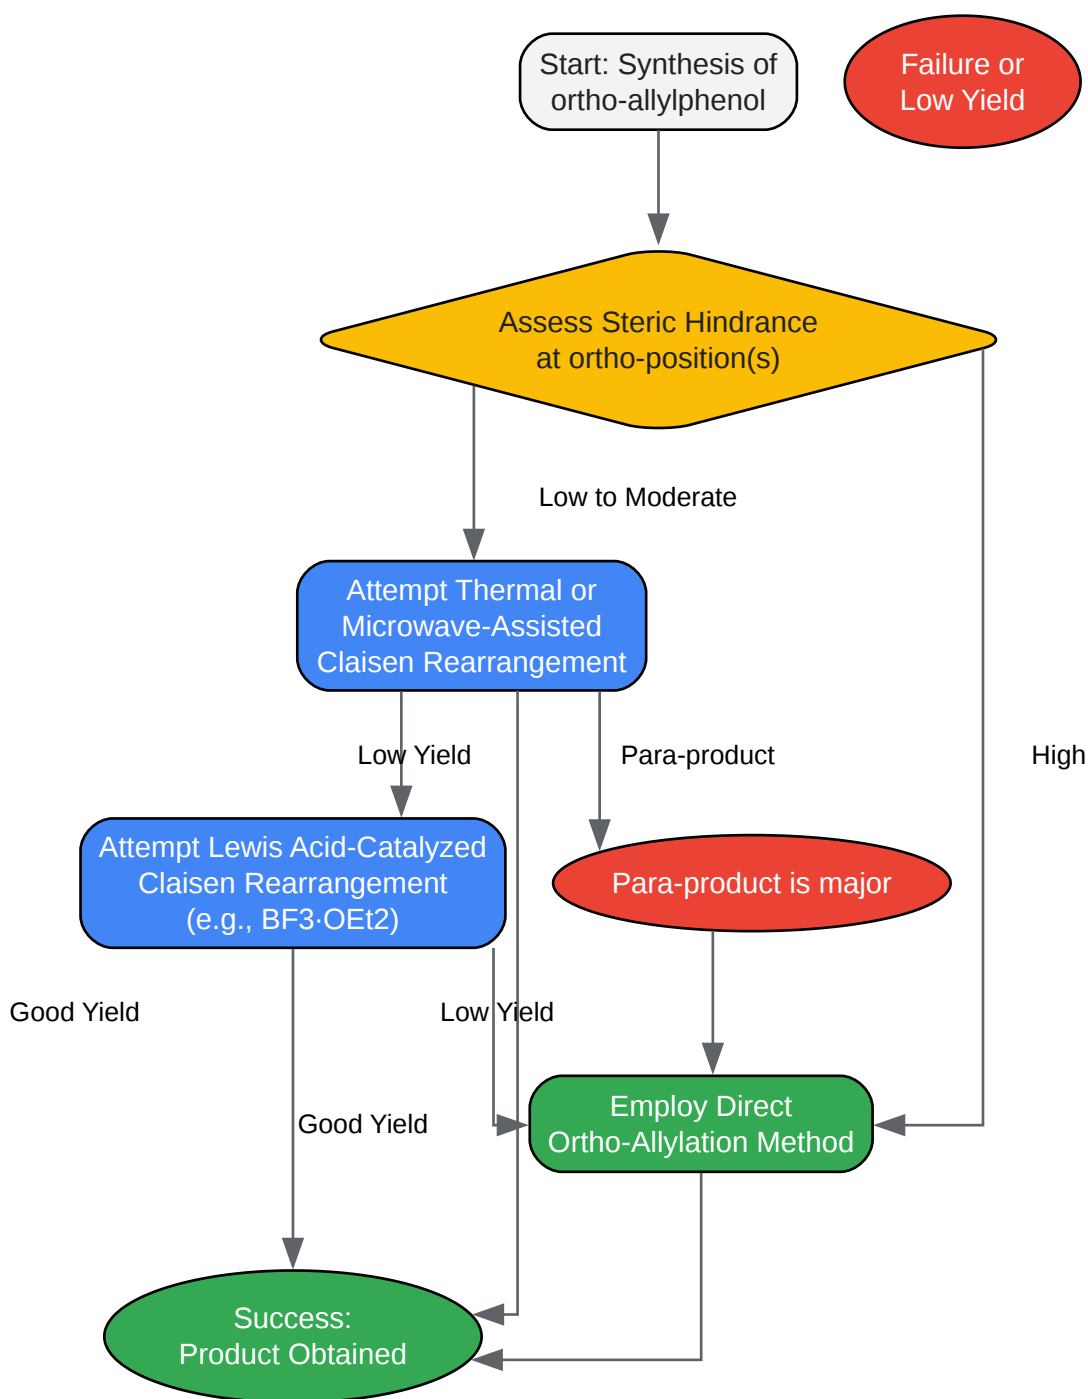 Start: Synthesis of
ortho-allylphenol
Failure or
Low Yield
Assess Steric Hindrance
at ortho-position(s)
Low to Moderate
Attempt Thermal or
Microwave-Assisted
Claisen Rearrangement
Low Yield
Para-product
High
Attempt Lewis Acid-Catalyzed
Claisen Rearrangement
(e.g., BF3·OEt2)
Para-product is major
Good Yield
Low Yield
Good Yield
Employ Direct
Ortho-Allylation Method
Success:
Product Obtained